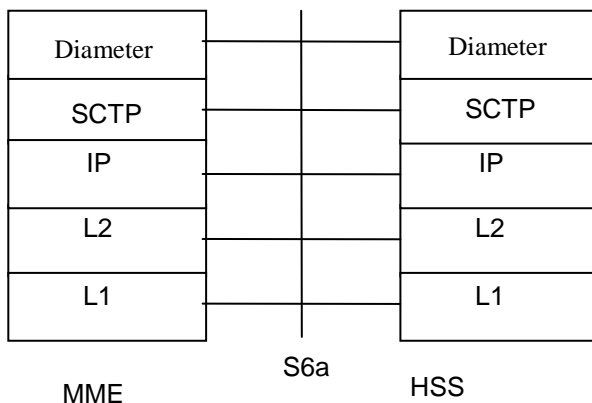 Diameter
Diameter
SCTP
SCTP
IP
IP
L2
L2
L1
L1
S6a
MME
HSS